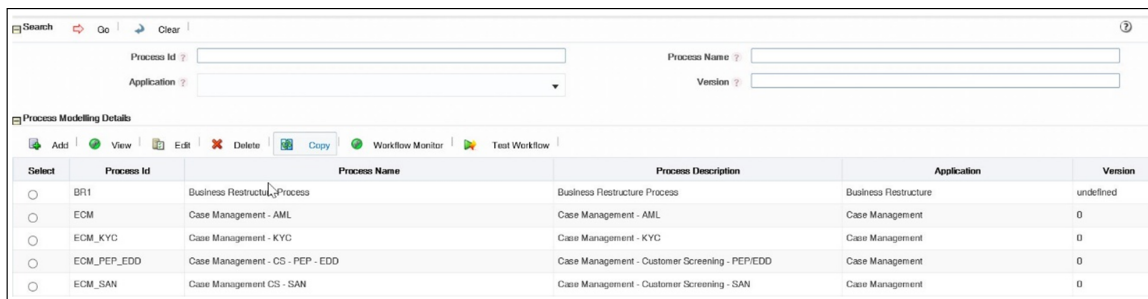 Search Go Clear
Process Id ? Process Name ?
Application ? Version ?
Process Modelling Details
Add View Edit Delete Copy Workflow Monitor Test Workflow
Select Process Id Process Name Process Description Application Version
BR1 Business Restructure Process Business Restructure Process Business Restructure undefined
ECM Case Management - AML Case Management - AML Case Management 0
ECM_KYC Case Management - KYC Case Management - KYC Case Management 0
ECM_PEP_EDD Case Management - CS - PEP - EDD Case Management - Customer Screening - PEP/EDD Case Management 0
ECM_SAN Case Management CS - SAN Case Management - Customer Screening - SAN Case Management 0